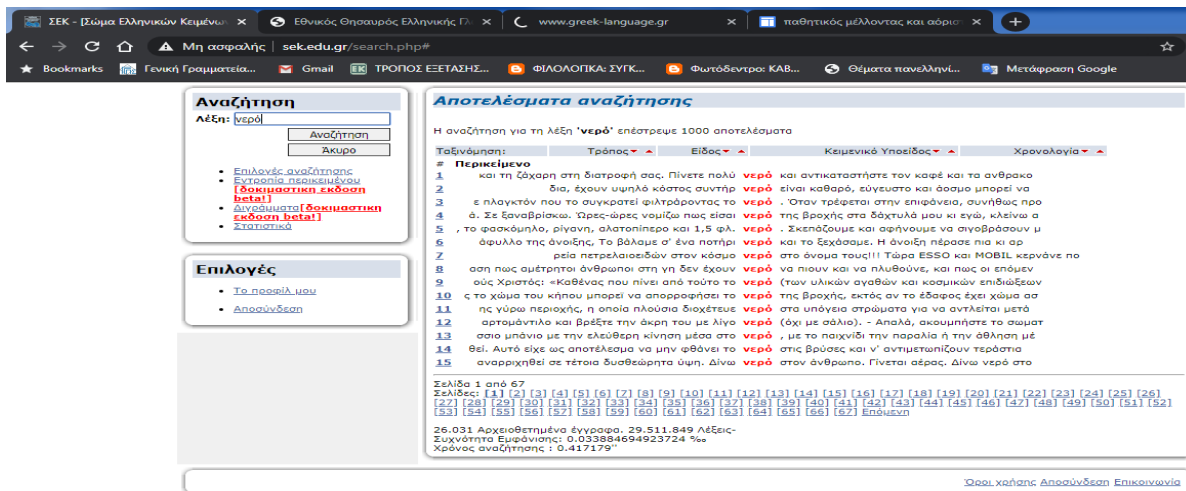 ΣΕΚ - [Σώμα Ελληνικών Κειμένω
Εθνικός Θησαυρός Ελληνικής Γλ
www.greek-language.gr
παθητικός μέλλοντας και αόρισ
Μη ασφαλής | sek.edu.gr/search.php#
Bookmarks Γενική Γραμματεία... Gmail ΤΡΟΠΟΣ ΕΞΕΤΑΣΗΣ... ΦΙΛΟΛΟΓΙΚΑ: ΣΥΓΚ... Φωτόδεντρο: ΚΑΒ... Θέματα πανελληνί... Μετάφραση Google
Αναζήτηση
Λέξη: νερό
Αναζήτηση
Άκυρο
Επιλογές αναζήτησης
Εντροπία περικειμένου
[δοκιμαστικη εκδοση
beta!]
Διγράμματα[δοκιμαστικη
εκδοση beta!]
Στατιστικά
Επιλογές
Το προφίλ μου
Αποσύνδεση
Αποτελέσματα αναζήτησης
Η αναζήτηση για τη λέξη 'νερό' επέστρεψε 1000 αποτελέσματα
Ταξινόμηση: Τρόπος Είδος Κειμενικό Υποείδος Χρονολογία
# Περικείμενο
1 και τη ζάχαρη στη διατροφή σας. Πίνετε πολύ νερό και αντικαταστήστε τον καφέ και τα ανθρακο
2 δια, έχουν υψηλό κόστος συντήρ νερό είναι καθαρό, εύγευστο και άοσμο μπορεί να
3 ε πλαγκτόν που το συγκρατεί φιλτράροντας το νερό . Όταν τρέφεται στην επιφάνεια, συνήθως προ
4 ά. Σε ξαναβρίσκω. Ώρες-ώρες νομίζω πως είσαι νερό της βροχής στα δάχτυλά μου κι εγώ, κλείνω α
5 , το φασκόμηλο, ρίγανη, αλατοπίπερο και 1,5 φλ. νερό . Σκεπάζουμε και αφήνουμε να σιγοβράσουν μ
6 άφυλλο της άνοιξης, Το βάλαμε σ' ένα ποτήρι νερό και το ξεχάσαμε. Η άνοιξη πέρασε πια κι αρ
7 ρεία πετρελαιοειδών στον κόσμο νερό στο όνομα τους!!! Τώρα ESSO και MOBIL κερνάνε πο
8 αση πως αμέτρητοι άνθρωποι στη γη δεν έχουν νερό να πιουν και να πλυθούνε, και πως οι επόμεν
9 ούς Χριστός: «Καθένας που πίνει από τούτο το νερό (των υλικών αγαθών και κοσμικών επιδιώξεων
10 ς το χώμα του κήπου μπορεί να απορροφήσει το νερό της βροχής, εκτός αν το έδαφος έχει χώμα ασ
11 ης γύρω περιοχής, η οποία πλούσια διοχέτευε νερό στα υπόγεια στρώματα για να αντλείται μετά
12 αρτομάντιλο και βρέξτε την άκρη του με λίγο νερό (όχι με σάλιο). - Απαλά, ακουμπήστε το σωματ
13 σσιο μπάνιο με την ελεύθερη κίνηση μέσα στο νερό , με το παιχνίδι την παραλία ή την άθληση μέ
14 θεί. Αυτό είχε ως αποτέλεσμα να μην φθάνει το νερό στις βρύσες και ν' αντιμετωπίζουν τεράστια
15 αναρριχηθεί σε τέτοια δυσθεώρητα ύψη. Δίνω νερό στον άνθρωπο. Γίνεται αέρας. Δίνω νερό στο
Σελίδα 1 από 67
Σελίδες: [1] [2] [3] [4] [5] [6] [7] [8] [9] [10] [11] [12] [13] [14] [15] [16] [17] [18] [19] [20] [21] [22] [23] [24] [25] [26]
[27] [28] [29] [30] [31] [32] [33] [34] [35] [36] [37] [38] [39] [40] [41] [42] [43] [44] [45] [46] [47] [48] [49] [50] [51] [52]
[53] [54] [55] [56] [57] [58] [59] [60] [61] [62] [63] [64] [65] [66] [67] Επόμενη
26.031 Αρχειοθετημένα έγγραφα. 29.511.849 Λέξεις-
Συχνότητα Εμφάνισης: 0.033884694923724 ‰
Χρόνος αναζήτησης : 0.417179''
Όροι χρήσης Αποσύνδεση Επικοινωνία